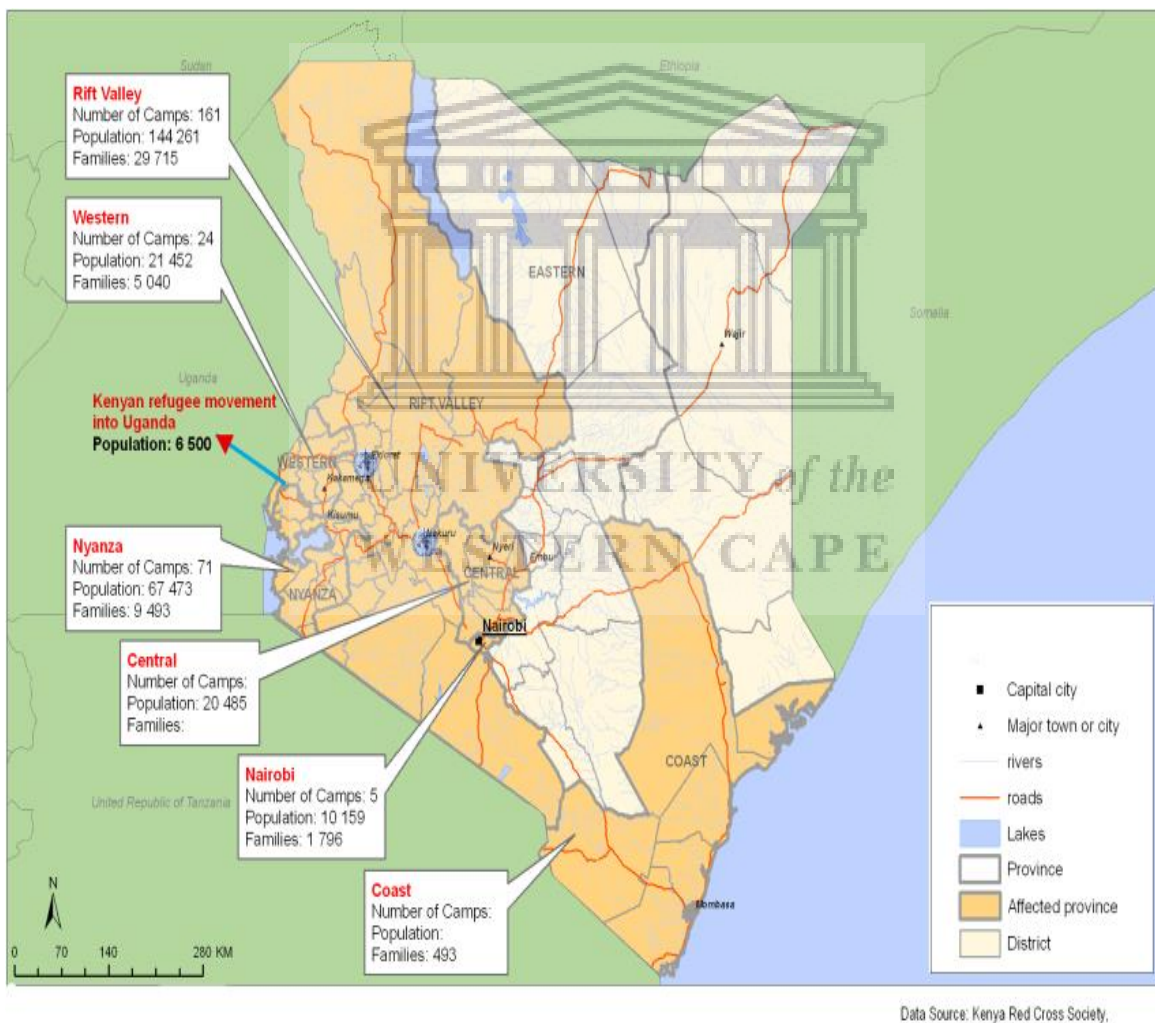 Sudan
Ethiopia
Rift Valley
Number of Camps: 161
Population: 144 261
Families: 29 715
Western
Number of Camps: 24
Population: 21 452
Families: 5 040
EASTERN
Somalia
Wajir
Uganda
Kenyan refugee movement
into Uganda
Population: 6 500
RIFT VALLEY
WESTERN
Eldoret
Kakamega
UNIVERSITY of the
WESTERN CAPE
Kisumu
Nakuru
Nyeri
Embu
CENTRAL
Nyanza
Number of Camps: 71
Population: 67 473
Families: 9 493
NYANZA
Nairobi
Central
Number of Camps:
Population: 20 485
Families:
Nairobi
Number of Camps: 5
Population: 10 159
Families: 1 796
COAST
United Republic of Tanzania
Coast
Number of Camps:
Population:
Families: 493
Mombasa
N
0 70 140 280 KM
Capital city
Major town or city
rivers
roads
Lakes
Province
Affected province
District
Data Source: Kenya Red Cross Society,